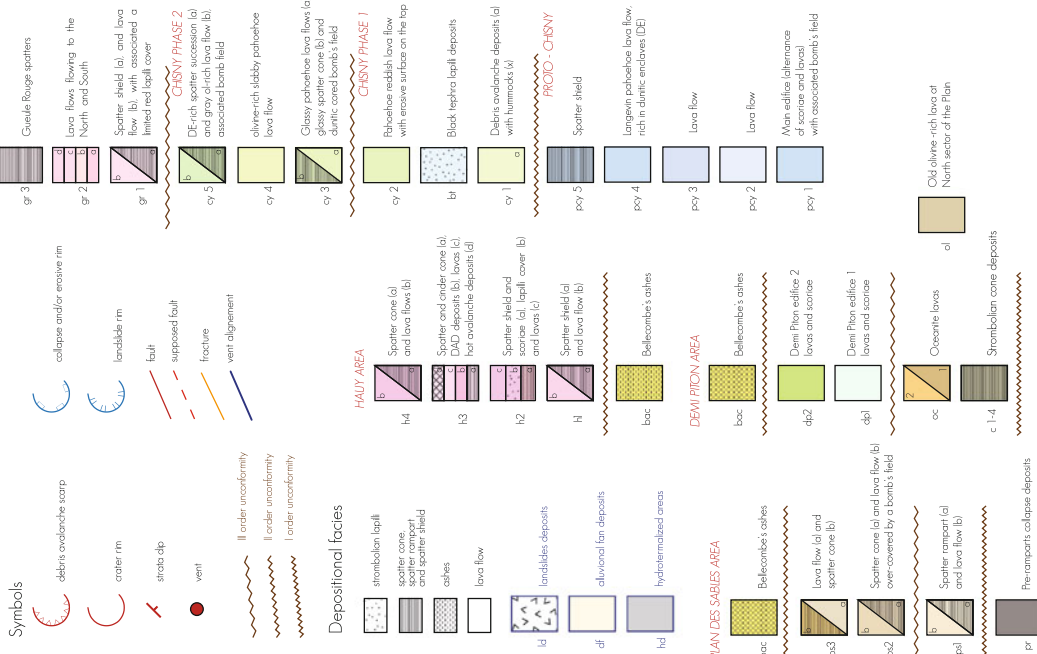 Symbols
debris avalanche scarp
crater rim
strata dip
vent
III order unconformity
II order unconformity
I order unconformity
Depositional facies
strombolian lapilli
spatter cone,
spatter rampart
and spatter shield
ashes
lava flow
ld
landslides deposits
df
alluvional fan deposits
hd
hydrotermalized areas
LAN DES SABLES AREA
bac
Bellecombe's ashes
ps3
b
a
Lava flow (a) and
spatter cone (b)
ps2
b
a
Spatter cone (a) and lava flow (b)
over-covered by a bomb's field
ps1
b
a
Spatter rampart (a)
and lava flow (b)
pr
Pre-ramparts collapse deposits
collapse and/or erosive rim
landslide rim
fault
supposed fault
fracture
vent alignement
HAUY AREA
h4
b
a
Spatter cone (a)
and lava flows (b)
h3
d
c
b
a
Spatter and cinder cone (a),
DAD deposits (b), lavas (c),
hot avalanche deposits (d)
h2
c
b
a
Spatter shield and
scoriae (a), lapilli cover (b)
and lavas (c)
h1
b
a
Spatter shield (a)
and lava flow (b)
bac
Bellecombe's ashes
DEMI PITON AREA
bac
Bellecombe's ashes
dp2
Demi Piton edifice 2
lavas and scoriae
dp1
Demi Piton edifice 1
lavas and scoriae
oc
2
1
Oceanite lavas
c 1-4
Strombolian cone deposits
gr 3
Gueule Rouge spatters
gr 2
d
c
b
a
Lava flows flowing to the
North and South
gr 1
b
a
Spatter shield (a), and lava
flow (b), with associated a
limited red lapilli cover
CHISNY PHASE 2
cy 5
b
a
DE-rich spatter succession (a)
and gray ol-rich lava flow (b),
associated bomb field
cy 4
olivine-rich slabby pahoehoe
lava flow
cy 3
b
a
Glassy pahoehoe lava flows (a
glassy spatter cone (b) and
dunitic cored bomb's field
CHISNY PHASE 1
cy 2
Pahoehoe reddish lava flow
with erosive surface on the top
bt
Black tephra lapilli deposits
cy 1
a
Debris avalanche deposits (a)
with hummocks (x)
PROTO - CHISNY
pcy 5
Spatter shield
pcy 4
Langevin pahoehoe lava flow,
rich in dunitic enclaves (DE)
pcy 3
Lava flow
pcy 2
Lava flow
pcy 1
Main edifice (alternance
of scoriae and lavas)
with associated bomb's field
ol
Old olivine -rich lava at
North sector of the Plan